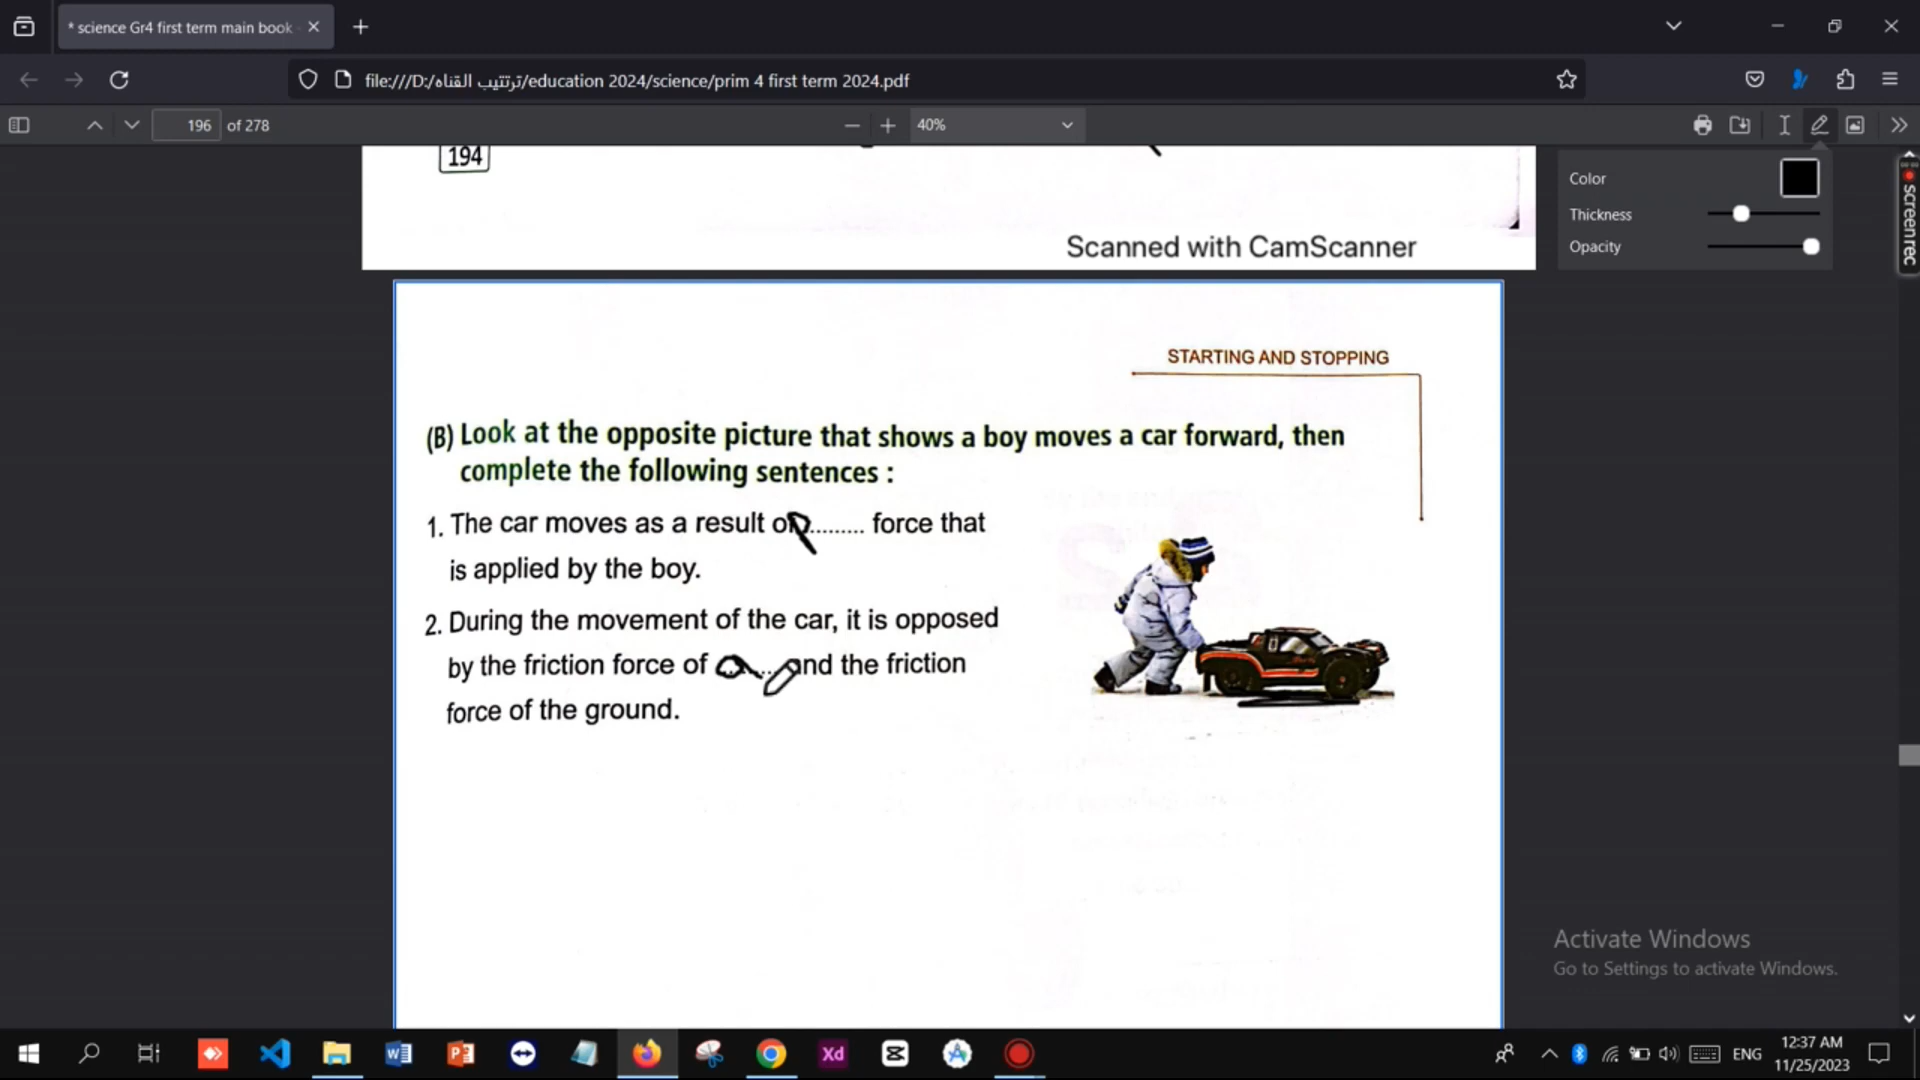 * science Gr4 first term main book
file:///D:/ترتتيب القناه/education 2024/science/prim 4 first term 2024.pdf
196 of 278
40%
194
Scanned with CamScanner
Color
Thickness
Opacity
screenrec
STARTING AND STOPPING
(B) Look at the opposite picture that shows a boy moves a car forward, then
complete the following sentences :
1. The car moves as a result of ......... force that
is applied by the boy.
2. During the movement of the car, it is opposed
by the friction force of ......... and the friction
force of the ground.
Activate Windows
Go to Settings to activate Windows.
Xd
ENG
12:37 AM
11/25/2023